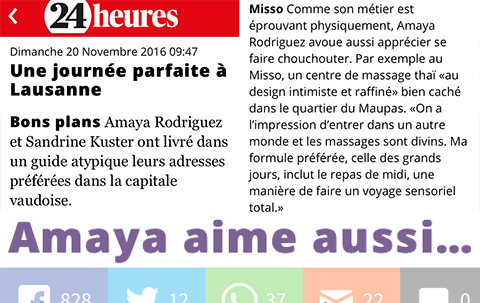 24
heures
Dimanche 20 Novembre 2016 09:47
Une journée parfaite à
Lausanne
Bons plans Amaya Rodriguez
et Sandrine Kuster ont livré dans
un guide atypique leurs adresses
préférées dans la capitale
vaudoise.
Misso Comme son métier est
éprouvant physiquement, Amaya
Rodriguez avoue aussi apprécier se
faire chouchouter. Par exemple au
Misso, un centre de massage thaï «au
design intimiste et raffiné» bien caché
dans le quartier du Maupas. «On a
l'impression d'entrer dans un autre
monde et les massages sont divins. Ma
formule préférée, celle des grands
jours, inclut le repas de midi, une
manière de faire un voyage sensoriel
total.»
Amaya aime aussi...
828
12
37
22
0